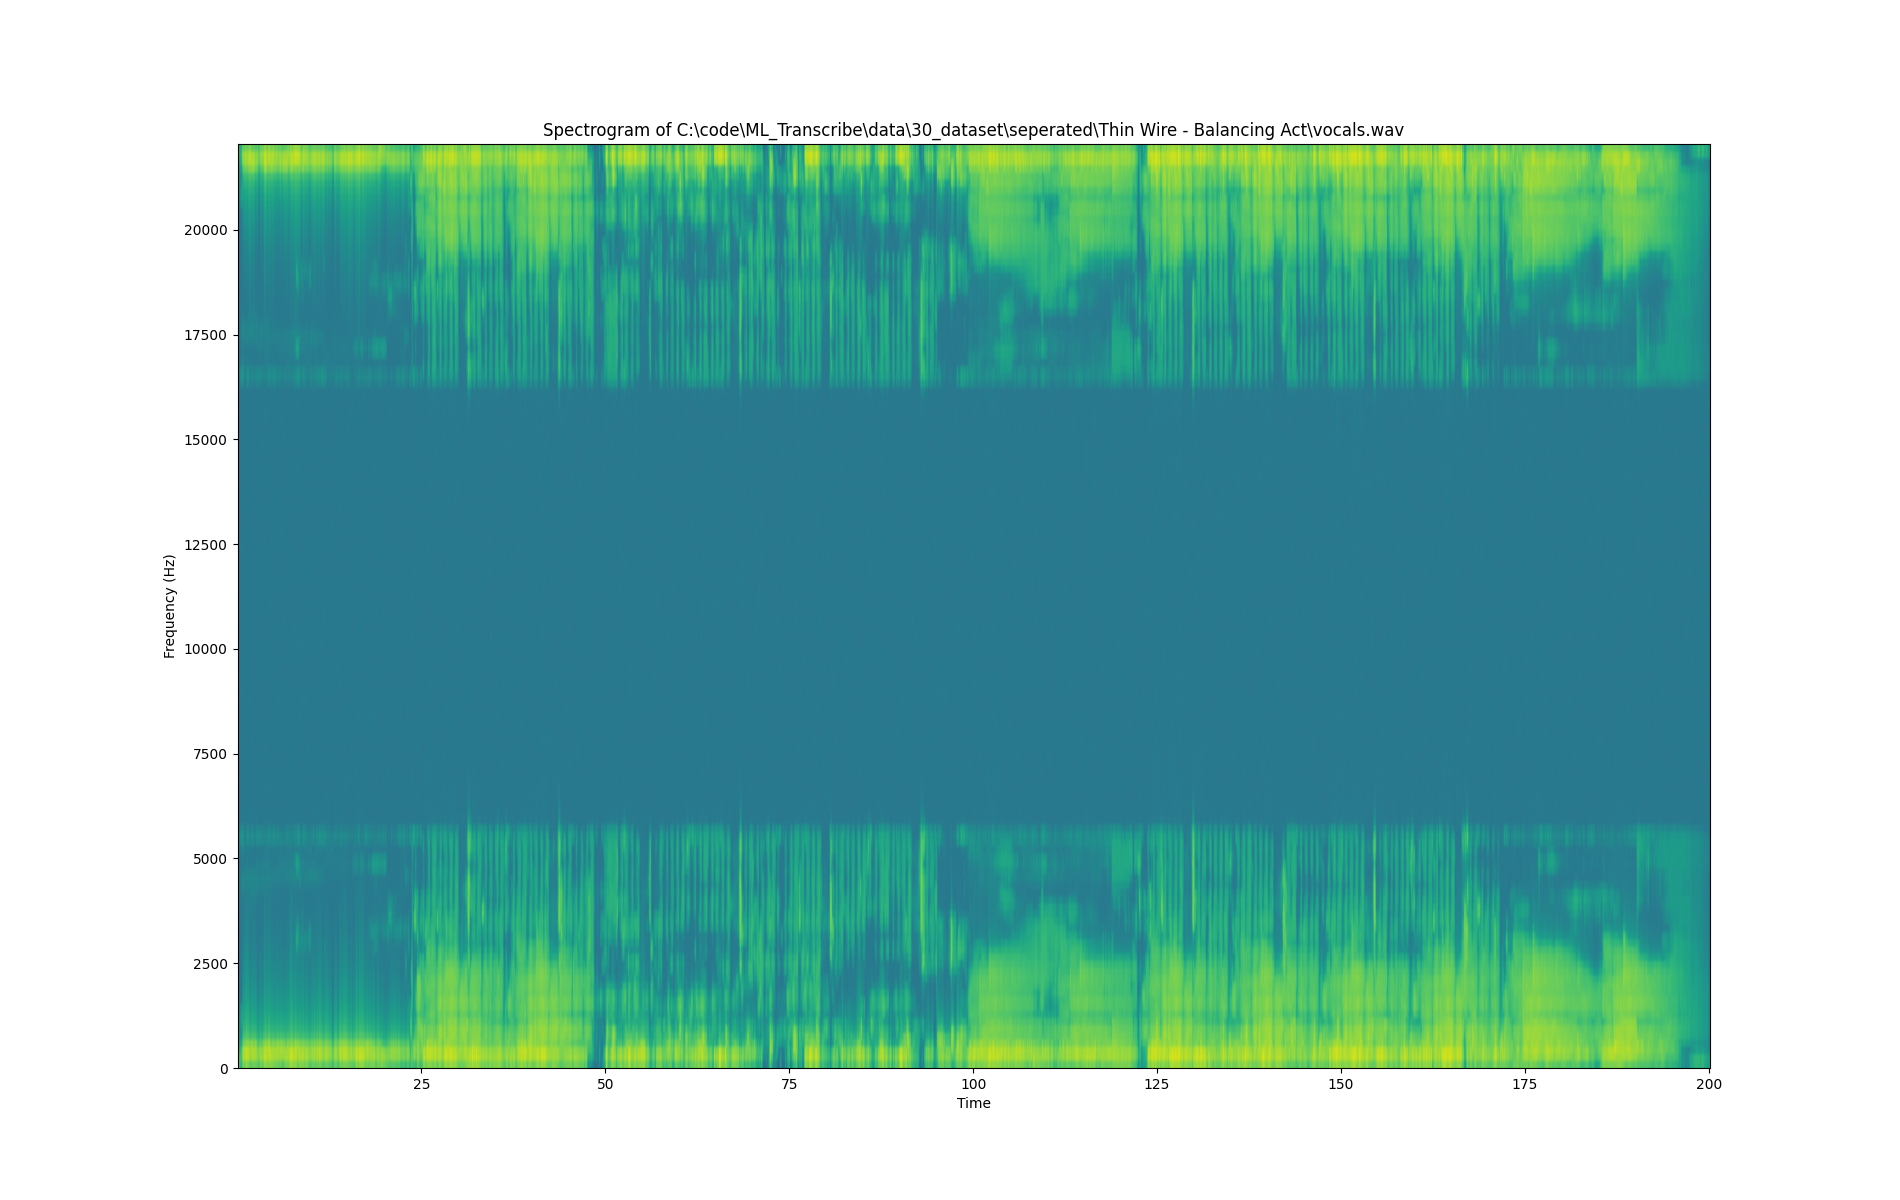 Spectrogram of C:\code\ML_Transcribe\data\30_dataset\seperated\Thin Wire - Balancing Act\vocals.wav
20000
17500
15000
12500
10000
7500
5000
2500
0
Frequency (Hz)
25 50 75 100 125 150 175 200
Time